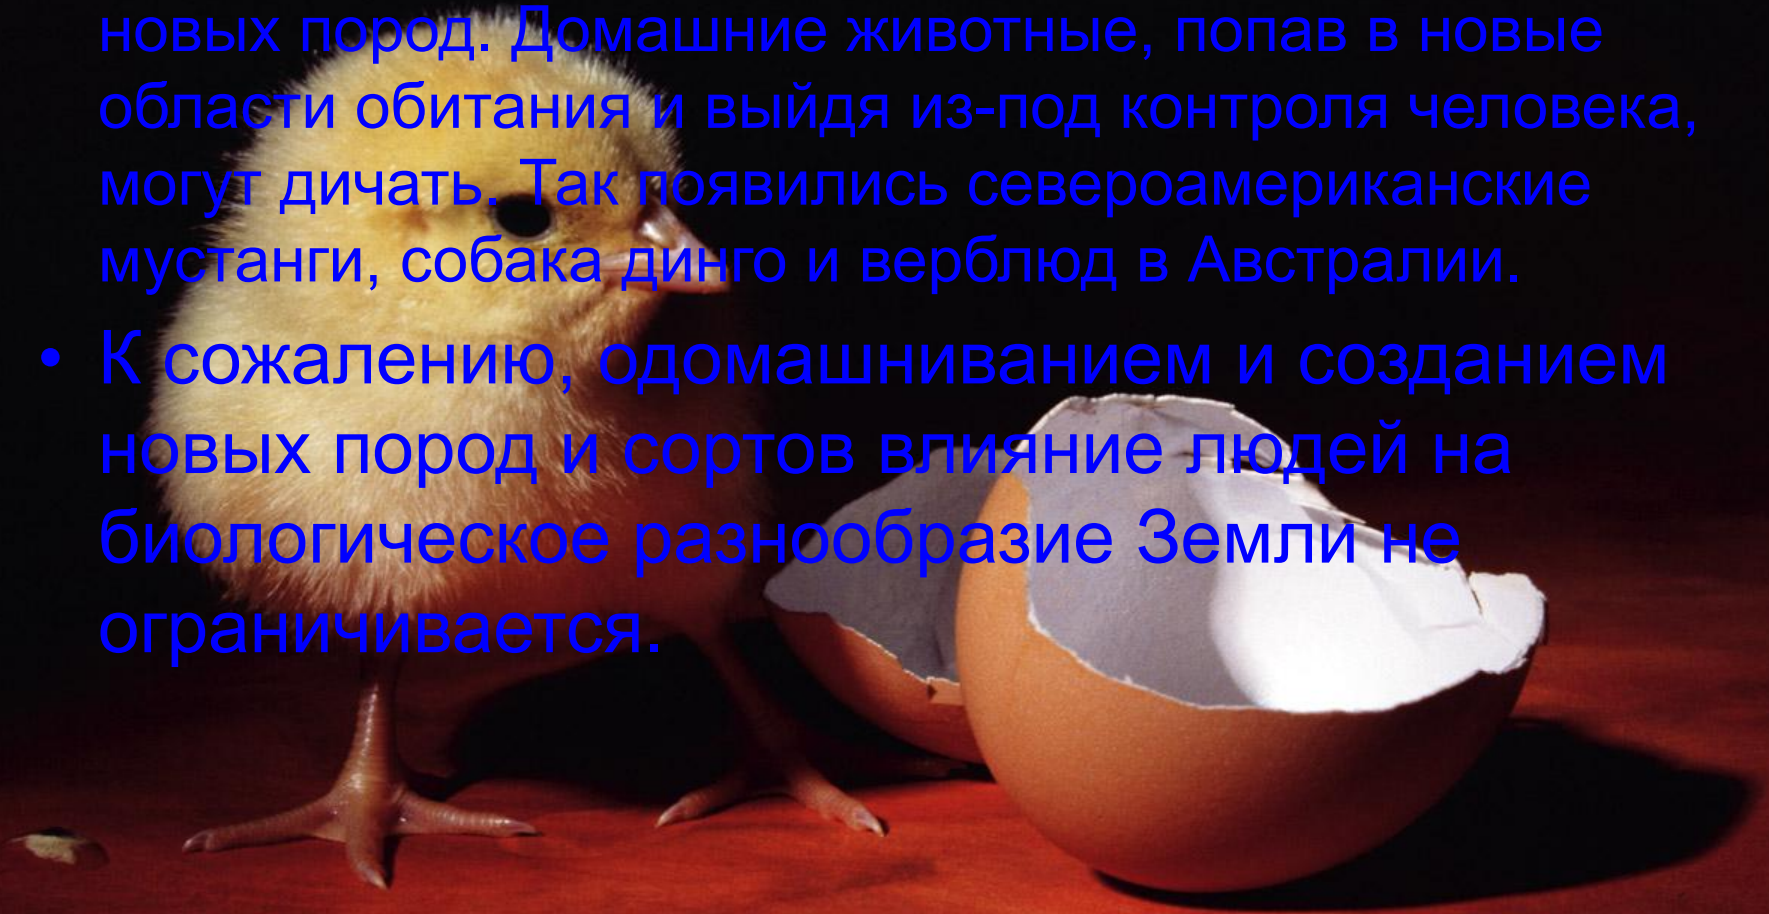 новых пород. Домашние животные, попав в новые
области обитания и выйдя из-под контроля человека,
могут дичать. Так появились североамериканские
мустанги, собака динго и верблюд в Австралии.
• К сожалению, одомашниванием и созданием
новых пород и сортов влияние людей на
биологическое разнообразие Земли не
ограничивается.